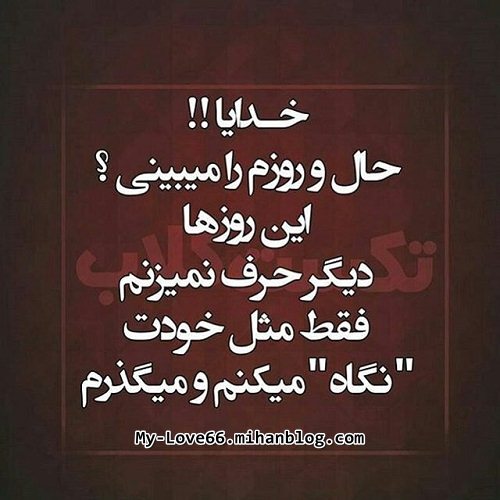 خدایا !!
حال و روزم را میبینی ؟
این روزها
دیگر حرف نمیزنم
فقط مثل خودت
"نگاه" میکنم و میگذرم
My-Love66.mihanblog.com